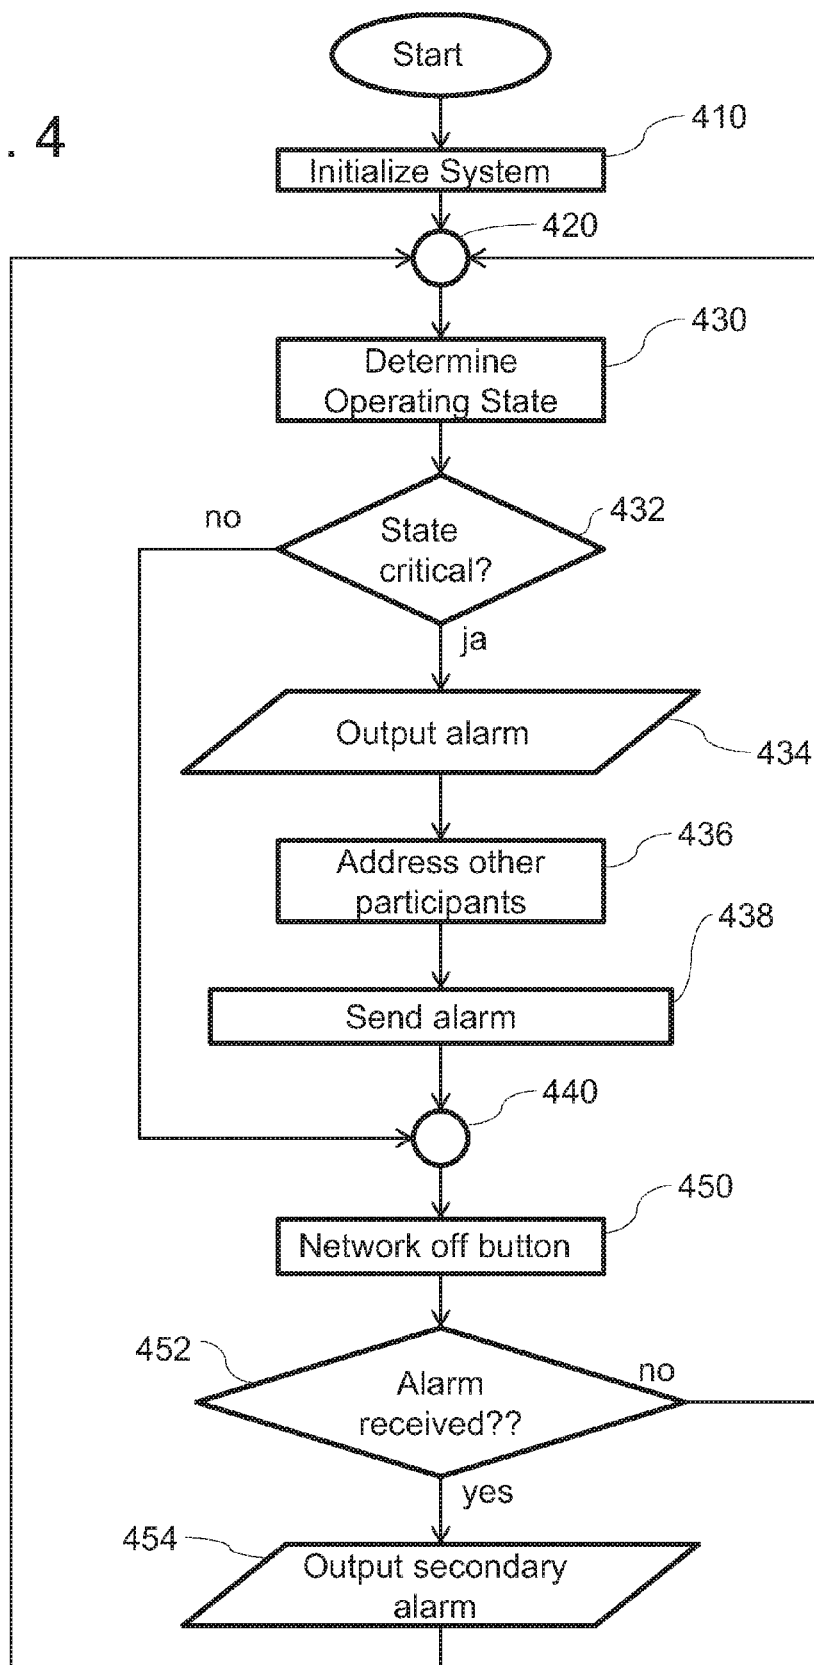 Start
. 4
410
Initialize System
420
430
Determine
Operating State
no
432
State
critical?
ja
Output alarm
434
436
Address other
participants
438
Send alarm
440
450
Network off button
452
no
Alarm
received??
yes
454
Output secondary
alarm